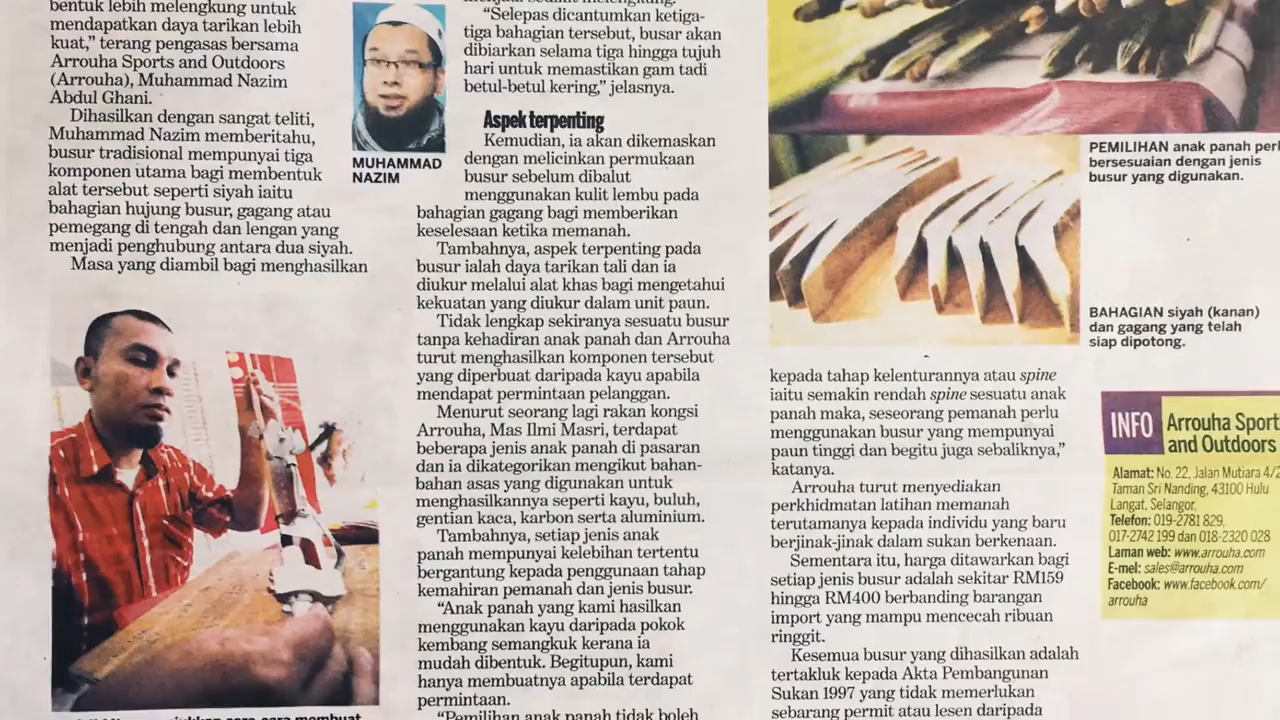 bentuk lebih melengkung untuk
mendapatkan daya tarikan lebih
kuat,” terang pengasas bersama
Arrouha Sports and Outdoors
(Arrouha), Muhammad Nazim
Abdul Ghani.
Dihasilkan dengan sangat teliti,
Muhammad Nazim memberitahu,
busur tradisional mempunyai tiga
komponen utama bagi membentuk
alat tersebut seperti siyah iaitu
bahagian hujung busur, gagang atau
pemegang di tengah dan lengan yang
menjadi penghubung antara dua siyah.
Masa yang diambil bagi menghasilkan
MUHAMMAD
NAZIM
“Selepas dicantumkan ketiga-
tiga bahagian tersebut, busar akan
dibiarkan selama tiga hingga tujuh
hari untuk memastikan gam tadi
betul-betul kering,” jelasnya.
Aspek terpenting
Kemudian, ia akan dikemaskan
dengan melicinkan permukaan
busur sebelum dibalut
menggunakan kulit lembu pada
bahagian gagang bagi memberikan
keselesaan ketika memanah.
Tambahnya, aspek terpenting pada
busur ialah daya tarikan tali dan ia
diukur melalui alat khas bagi mengetahui
kekuatan yang diukur dalam unit paun.
Tidak lengkap sekiranya sesuatu busur
tanpa kehadiran anak panah dan Arrouha
turut menghasilkan komponen tersebut
yang diperbuat daripada kayu apabila
mendapat permintaan pelanggan.
Menurut seorang lagi rakan kongsi
Arrouha, Mas Ilmi Masri, terdapat
beberapa jenis anak panah di pasaran
dan ia dikategorikan mengikut bahan-
bahan asas yang digunakan untuk
menghasilkannya seperti kayu, buluh,
gentian kaca, karbon serta aluminium.
Tambahnya, setiap jenis anak
panah mempunyai kelebihan tertentu
bergantung kepada penggunaan tahap
kemahiran pemanah dan jenis busur.
“Anak panah yang kami hasilkan
menggunakan kayu daripada pokok
kembang semangkuk kerana ia
mudah dibentuk. Begitupun, kami
hanya membuatnya apabila terdapat
permintaan.
“Pemilihan anak panah tidak boleh
PEMILIHAN anak panah perl
bersesuaian dengan jenis
busur yang digunakan.
BAHAGIAN siyah (kanan)
dan gagang yang telah
siap dipotong.
kepada tahap kelenturannya atau spine
iaitu semakin rendah spine sesuatu anak
panah maka, seseorang pemanah perlu
menggunakan busur yang mempunyai
paun tinggi dan begitu juga sebaliknya,”
katanya.
Arrouha turut menyediakan
perkhidmatan latihan memanah
terutamanya kepada individu yang baru
berjinak-jinak dalam sukan berkenaan.
Sementara itu, harga ditawarkan bagi
setiap jenis busur adalah sekitar RM159
hingga RM400 berbanding barangan
import yang mampu mencecah ribuan
ringgit.
Kesemua busur yang dihasilkan adalah
tertakluk kepada Akta Pembangunan
Sukan 1997 yang tidak memerlukan
sebarang permit atau lesen daripada
INFO
Arrouha Sport
and Outdoors
Alamat: No. 22, Jalan Mutiara 4/2
Taman Sri Nanding, 43100 Hulu
Langat, Selangor.
Telefon: 019-2781 829,
017-2742 199 dan 018-2320 028
Laman web: www.arrouha.com
E-mel: sales@arrouha.com
Facebook: www.facebook.com/
arrouha